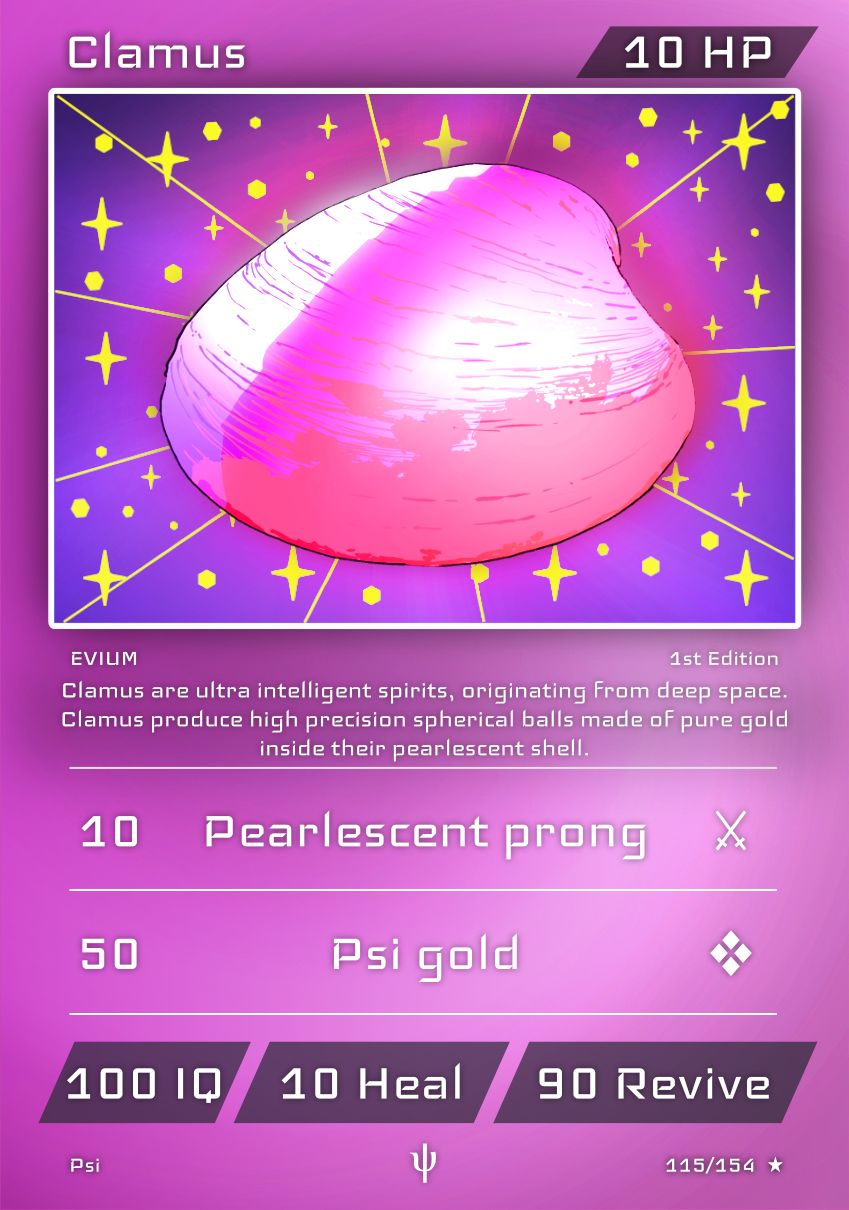 Clamus
10 HP
EVIUM
1st Edition
Clamus are ultra intelligent spirits, originating from deep space.
Clamus produce high precision spherical balls made of pure gold
inside their pearlescent shell.
10 Pearlescent prong
50 Psi gold
100 IQ
10 Heal
90 Revive
Psi
ψ
115/154 ★